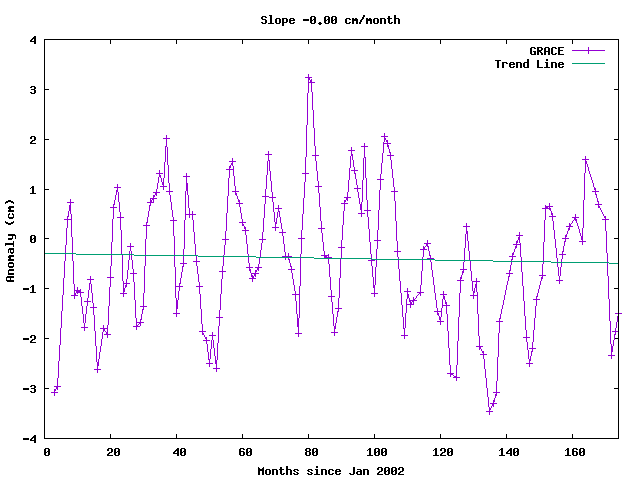 Slope -0.00 cm/month
GRACE
Trend Line
4
3
2
1
0
-1
-2
-3
-4
Anomaly (cm)
0 20 40 60 80 100 120 140 160
Months since Jan 2002